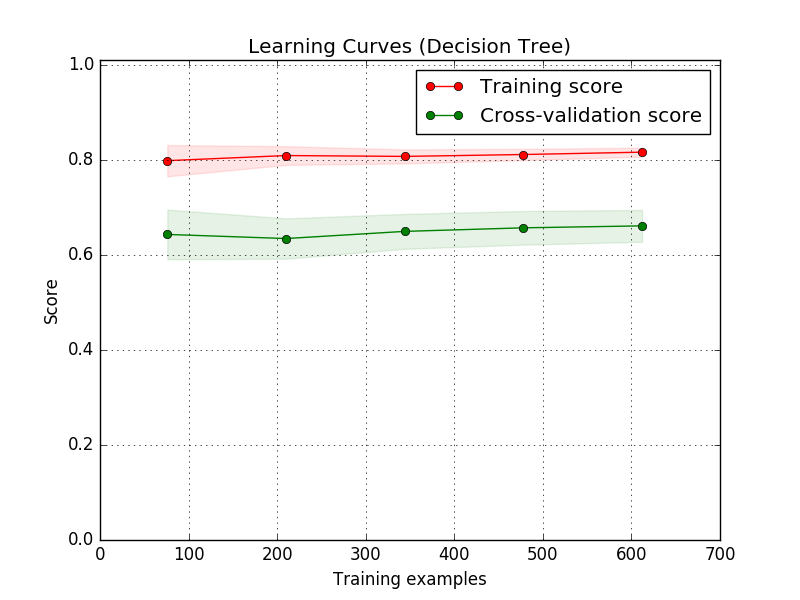 Learning Curves (Decision Tree)
Training score
Cross-validation score
1.0
0.8
0.6
0.4
0.2
0.0
Score
0 100 200 300 400 500 600 700
Training examples